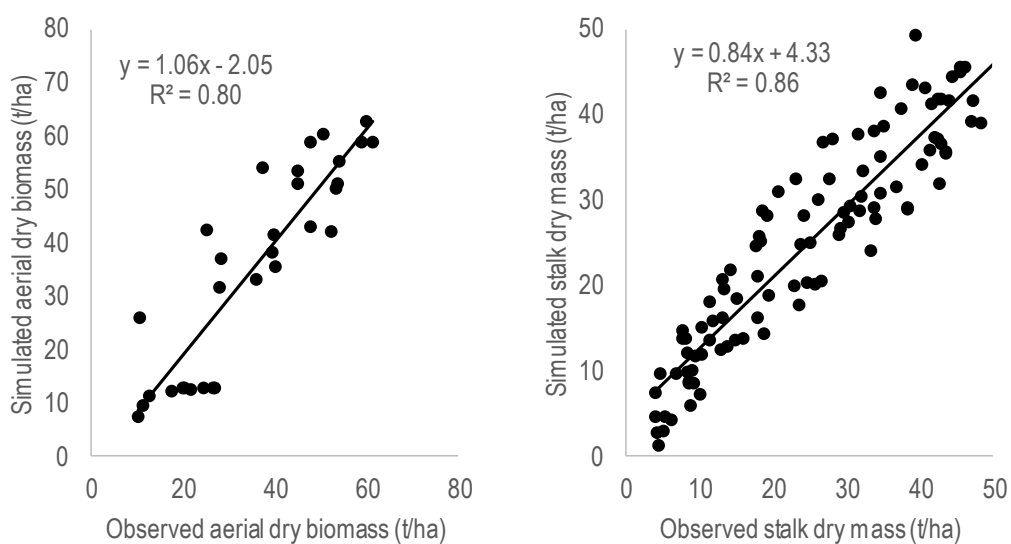 80
70
60
50
40
30
20
10
0
Simulated aerial dry biomass (t/ha)
y = 1.06x - 2.05
R² = 0.80
0 20 40 60 80
Observed aerial dry biomass (t/ha)
50
40
30
20
10
0
Simulated stalk dry mass (t/ha)
y = 0.84x + 4.33
R² = 0.86
0 10 20 30 40 50
Observed stalk dry mass (t/ha)